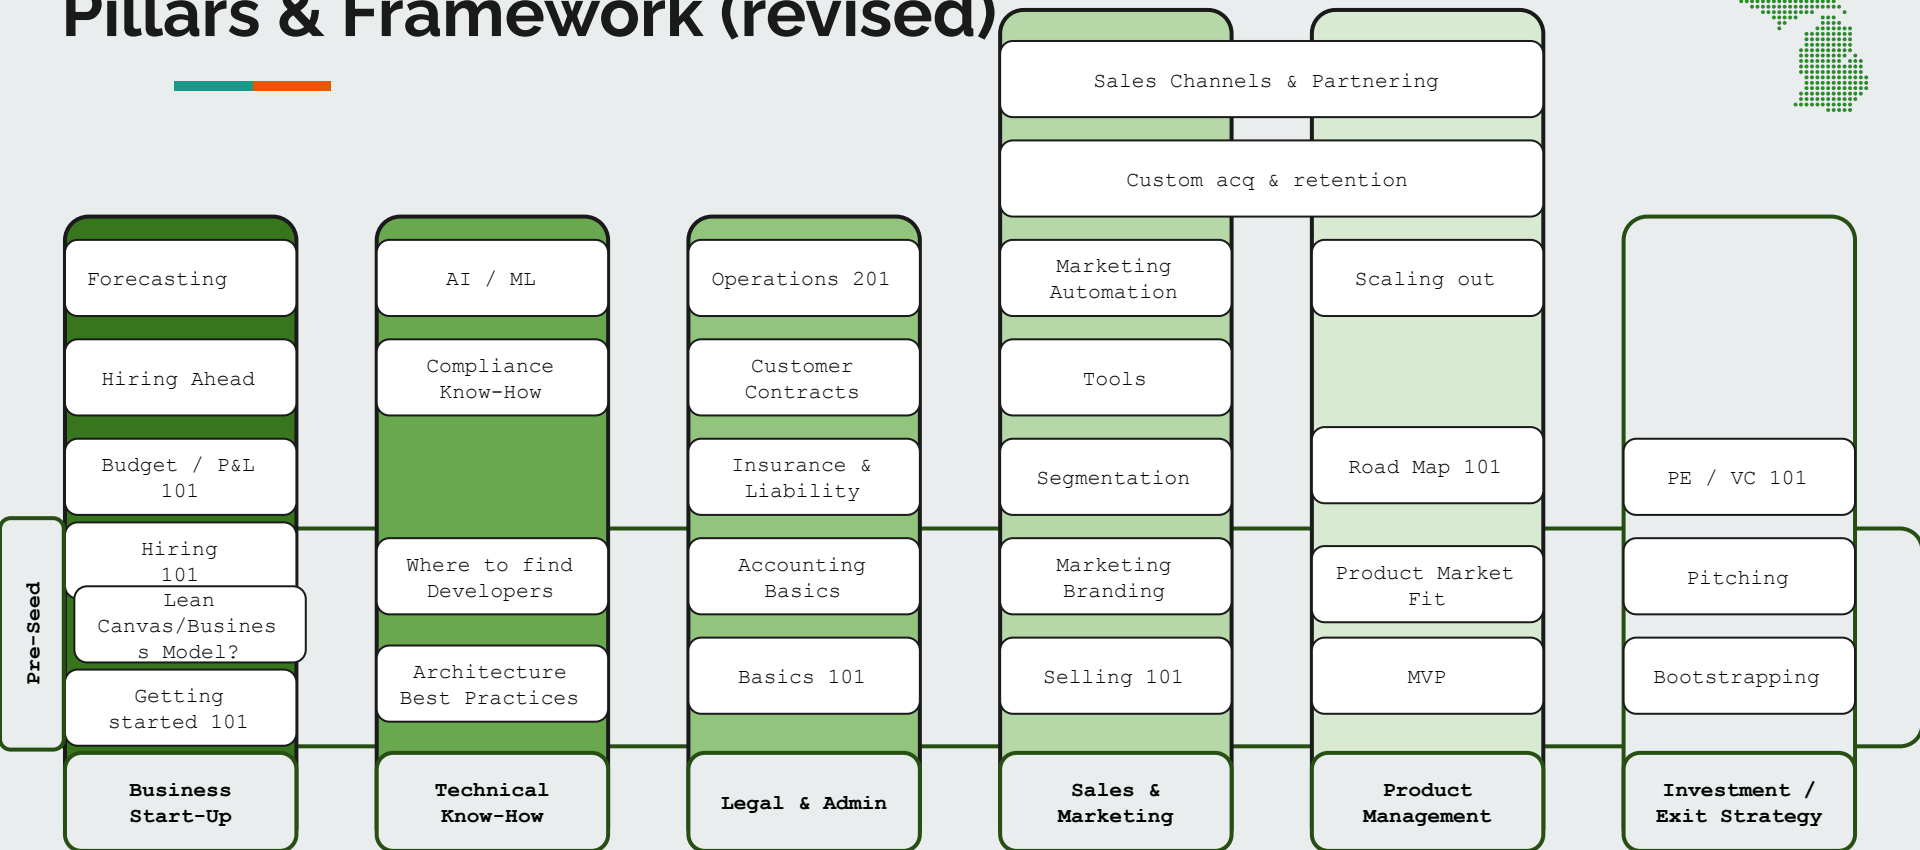 Pillars & Framework (revised)
Sales Channels & Partnering
Custom acq & retention
Forecasting
AI / ML
Operations 201
Marketing
Automation
Scaling out
Hiring Ahead
Compliance
Know-How
Customer
Contracts
Tools
Budget / P&L
101
Insurance &
Liability
Segmentation
Road Map 101
PE / VC 101
Pre-Seed
Hiring
101
Where to find
Developers
Accounting
Basics
Marketing
Branding
Product Market
Fit
Pitching
Lean
Canvas/Busines
s Model?
Getting
started 101
Architecture
Best Practices
Basics 101
Selling 101
MVP
Bootstrapping
Business
Start-Up
Technical
Know-How
Legal & Admin
Sales &
Marketing
Product
Management
Investment /
Exit Strategy